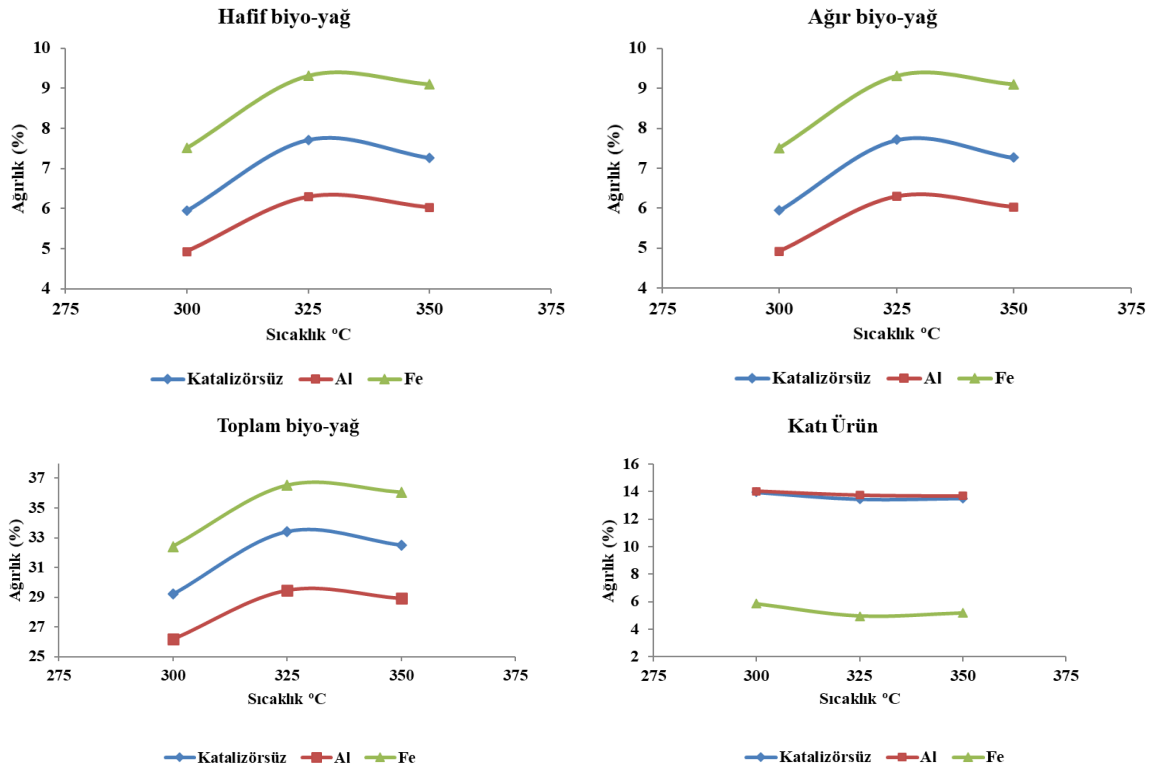 Hafif biyo-yağ
10
9
8
7
6
5
4
Ağırlık (%)
275 300 325 350 375
Sıcaklık ºC
Katalizörsüz Al Fe
Ağır biyo-yağ
10
9
8
7
6
5
4
Ağırlık (%)
275 300 325 350 375
Sıcaklık ºC
Katalizörsüz Al Fe
Toplam biyo-yağ
37
35
33
31
29
27
25
Ağırlık (%)
275 300 325 350 375
Sıcaklık ºC
Katalizörsüz Al Fe
Katı Ürün
16
14
12
10
8
6
4
2
Ağırlık (%)
275 300 325 350 375
Sıcaklık ºC
Katalizörsüz Al Fe